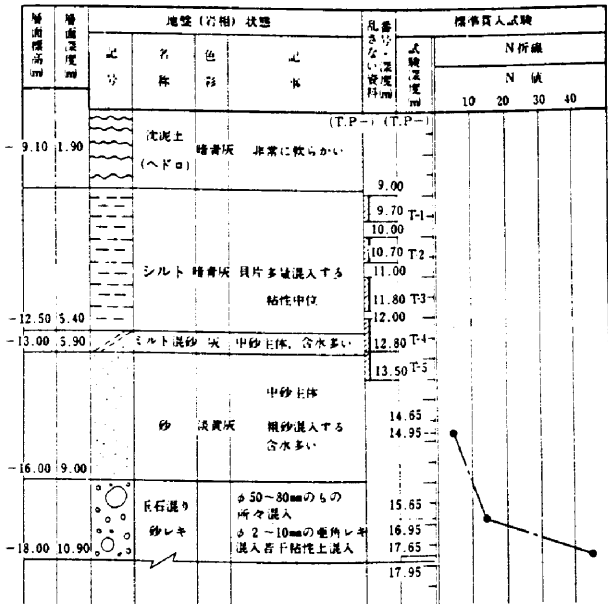 層面標高(m)
層面深度(m)
地盤(岩相)状態
記号
名称
色彩
記事
乱さない資料
番号・深度(m)
標準貫入試験
試験深度(m)
N折線
N 値
10 20 30 40
(T.P-) (T.P-)
-9.10 1.90
沈泥土
(ヘドロ)
暗青灰
非常に軟らかい
9.00
9.70 T-1
10.00
10.70 T-2
11.00
シルト 暗青灰 貝片多量混入する
粘性中位
11.80 T-3
12.00
-12.50 5.40
-13.00 5.90
シルト混砂 灰 中砂主体、含水多い
12.80 T-4
13.50 T-5
中砂主体
砂 淡黄灰 粗砂混入する
含水多い
14.65
14.95
-16.00 9.00
玉石混り
砂レキ
φ50~80mmのもの
所々混入
φ2~10mmの亜角レキ
混入若干粘性土混入
15.65
16.95
17.65
17.95
-18.00 10.90